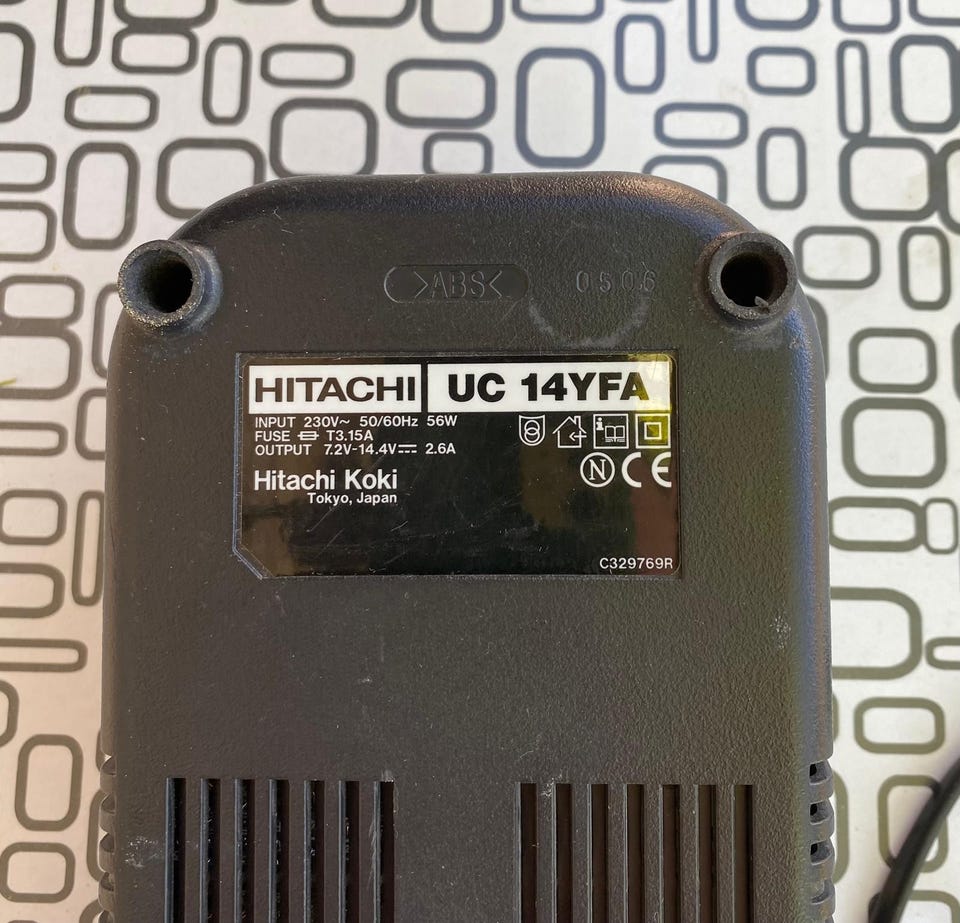 >ABS< 0506
HITACHI UC 14YFA
INPUT 230V~ 50/60Hz 56W
FUSE T3.15A
OUTPUT 7.2V-14.4V⎓ 2.6A
Hitachi Koki
Tokyo, Japan
i
N CE
C329769R